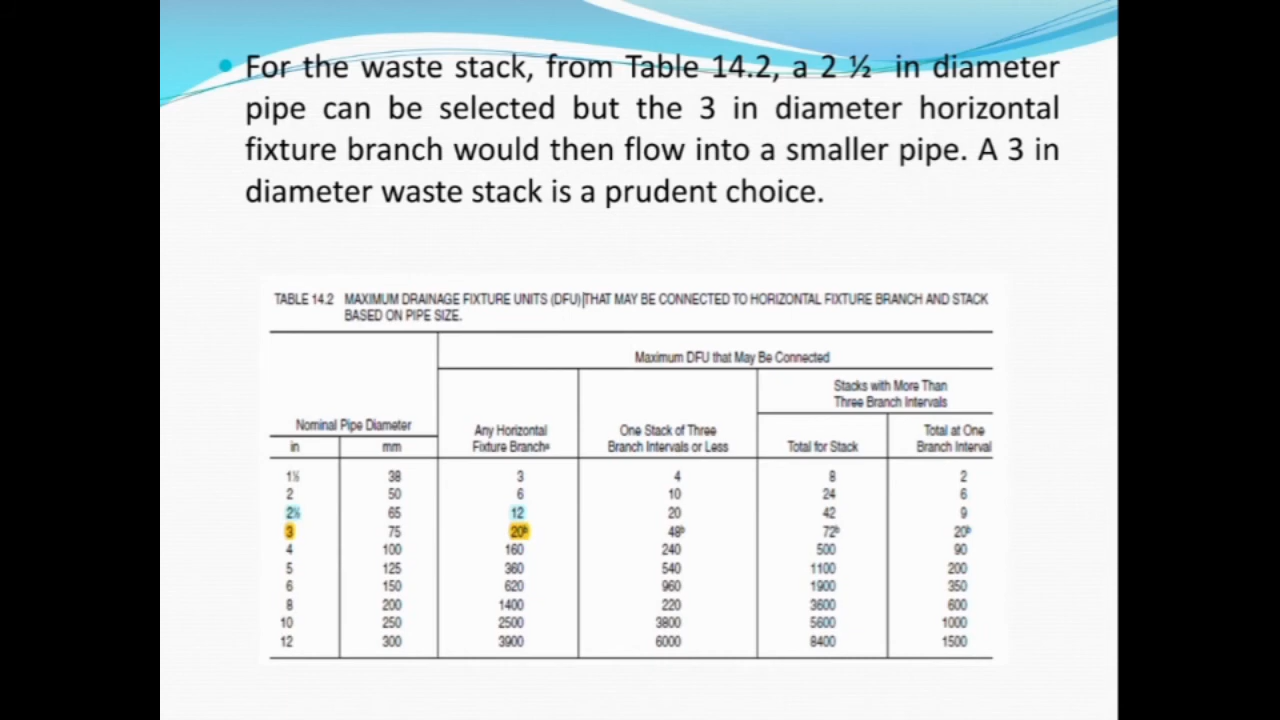 For the waste stack, from Table 14.2, a 2 ½ in diameter
pipe can be selected but the 3 in diameter horizontal
fixture branch would then flow into a smaller pipe. A 3 in
diameter waste stack is a prudent choice.
TABLE 14.2 MAXIMUM DRAINAGE FIXTURE UNITS (DFU) THAT MAY BE CONNECTED TO HORIZONTAL FIXTURE BRANCH AND STACK
BASED ON PIPE SIZE.
Maximum DFU that May Be Connected
Stacks with More Than
Three Branch Intervals
Nominal Pipe Diameter
Any Horizontal
Fixture Branchᵃ
One Stack of Three
Branch Intervals or Less
Total for Stack
Total at One
Branch Interval
in mm
1½ 38 3 4 8 2
2 50 6 10 24 6
2½ 65 12 20 42 9
3 75 20ᵇ 48ᵇ 72ᵇ 20ᵇ
4 100 160 240 500 90
5 125 360 540 1100 200
6 150 620 960 1900 350
8 200 1400 220 3600 600
10 250 2500 3800 5600 1000
12 300 3900 6000 8400 1500